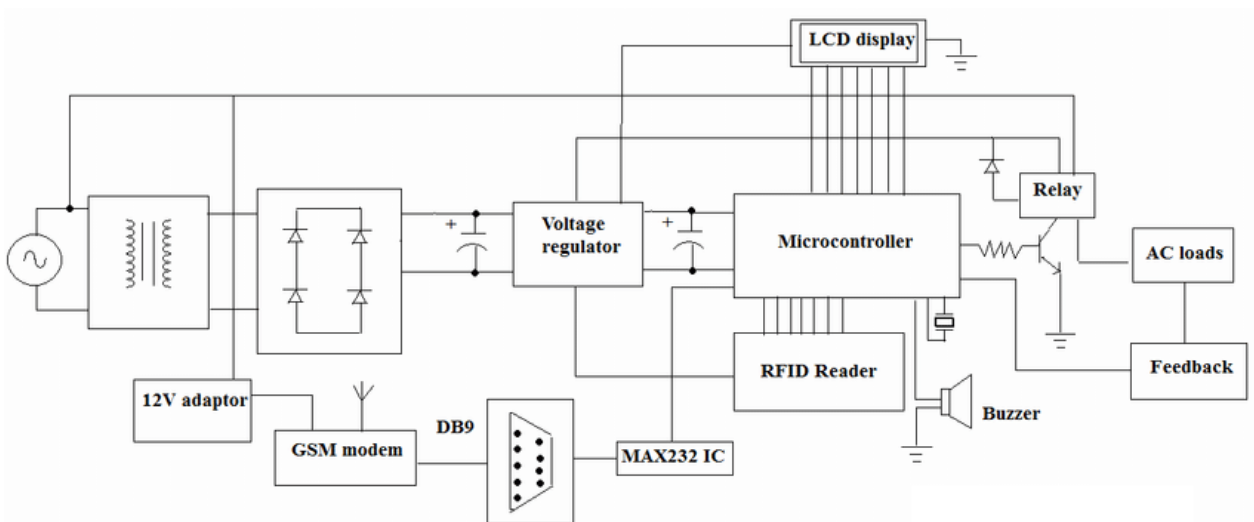 LCD display
Relay
Voltage
regulator
Microcontroller
AC loads
+
+
RFID Reader
Feedback
12V adaptor
DB9
Buzzer
GSM modem
MAX232 IC